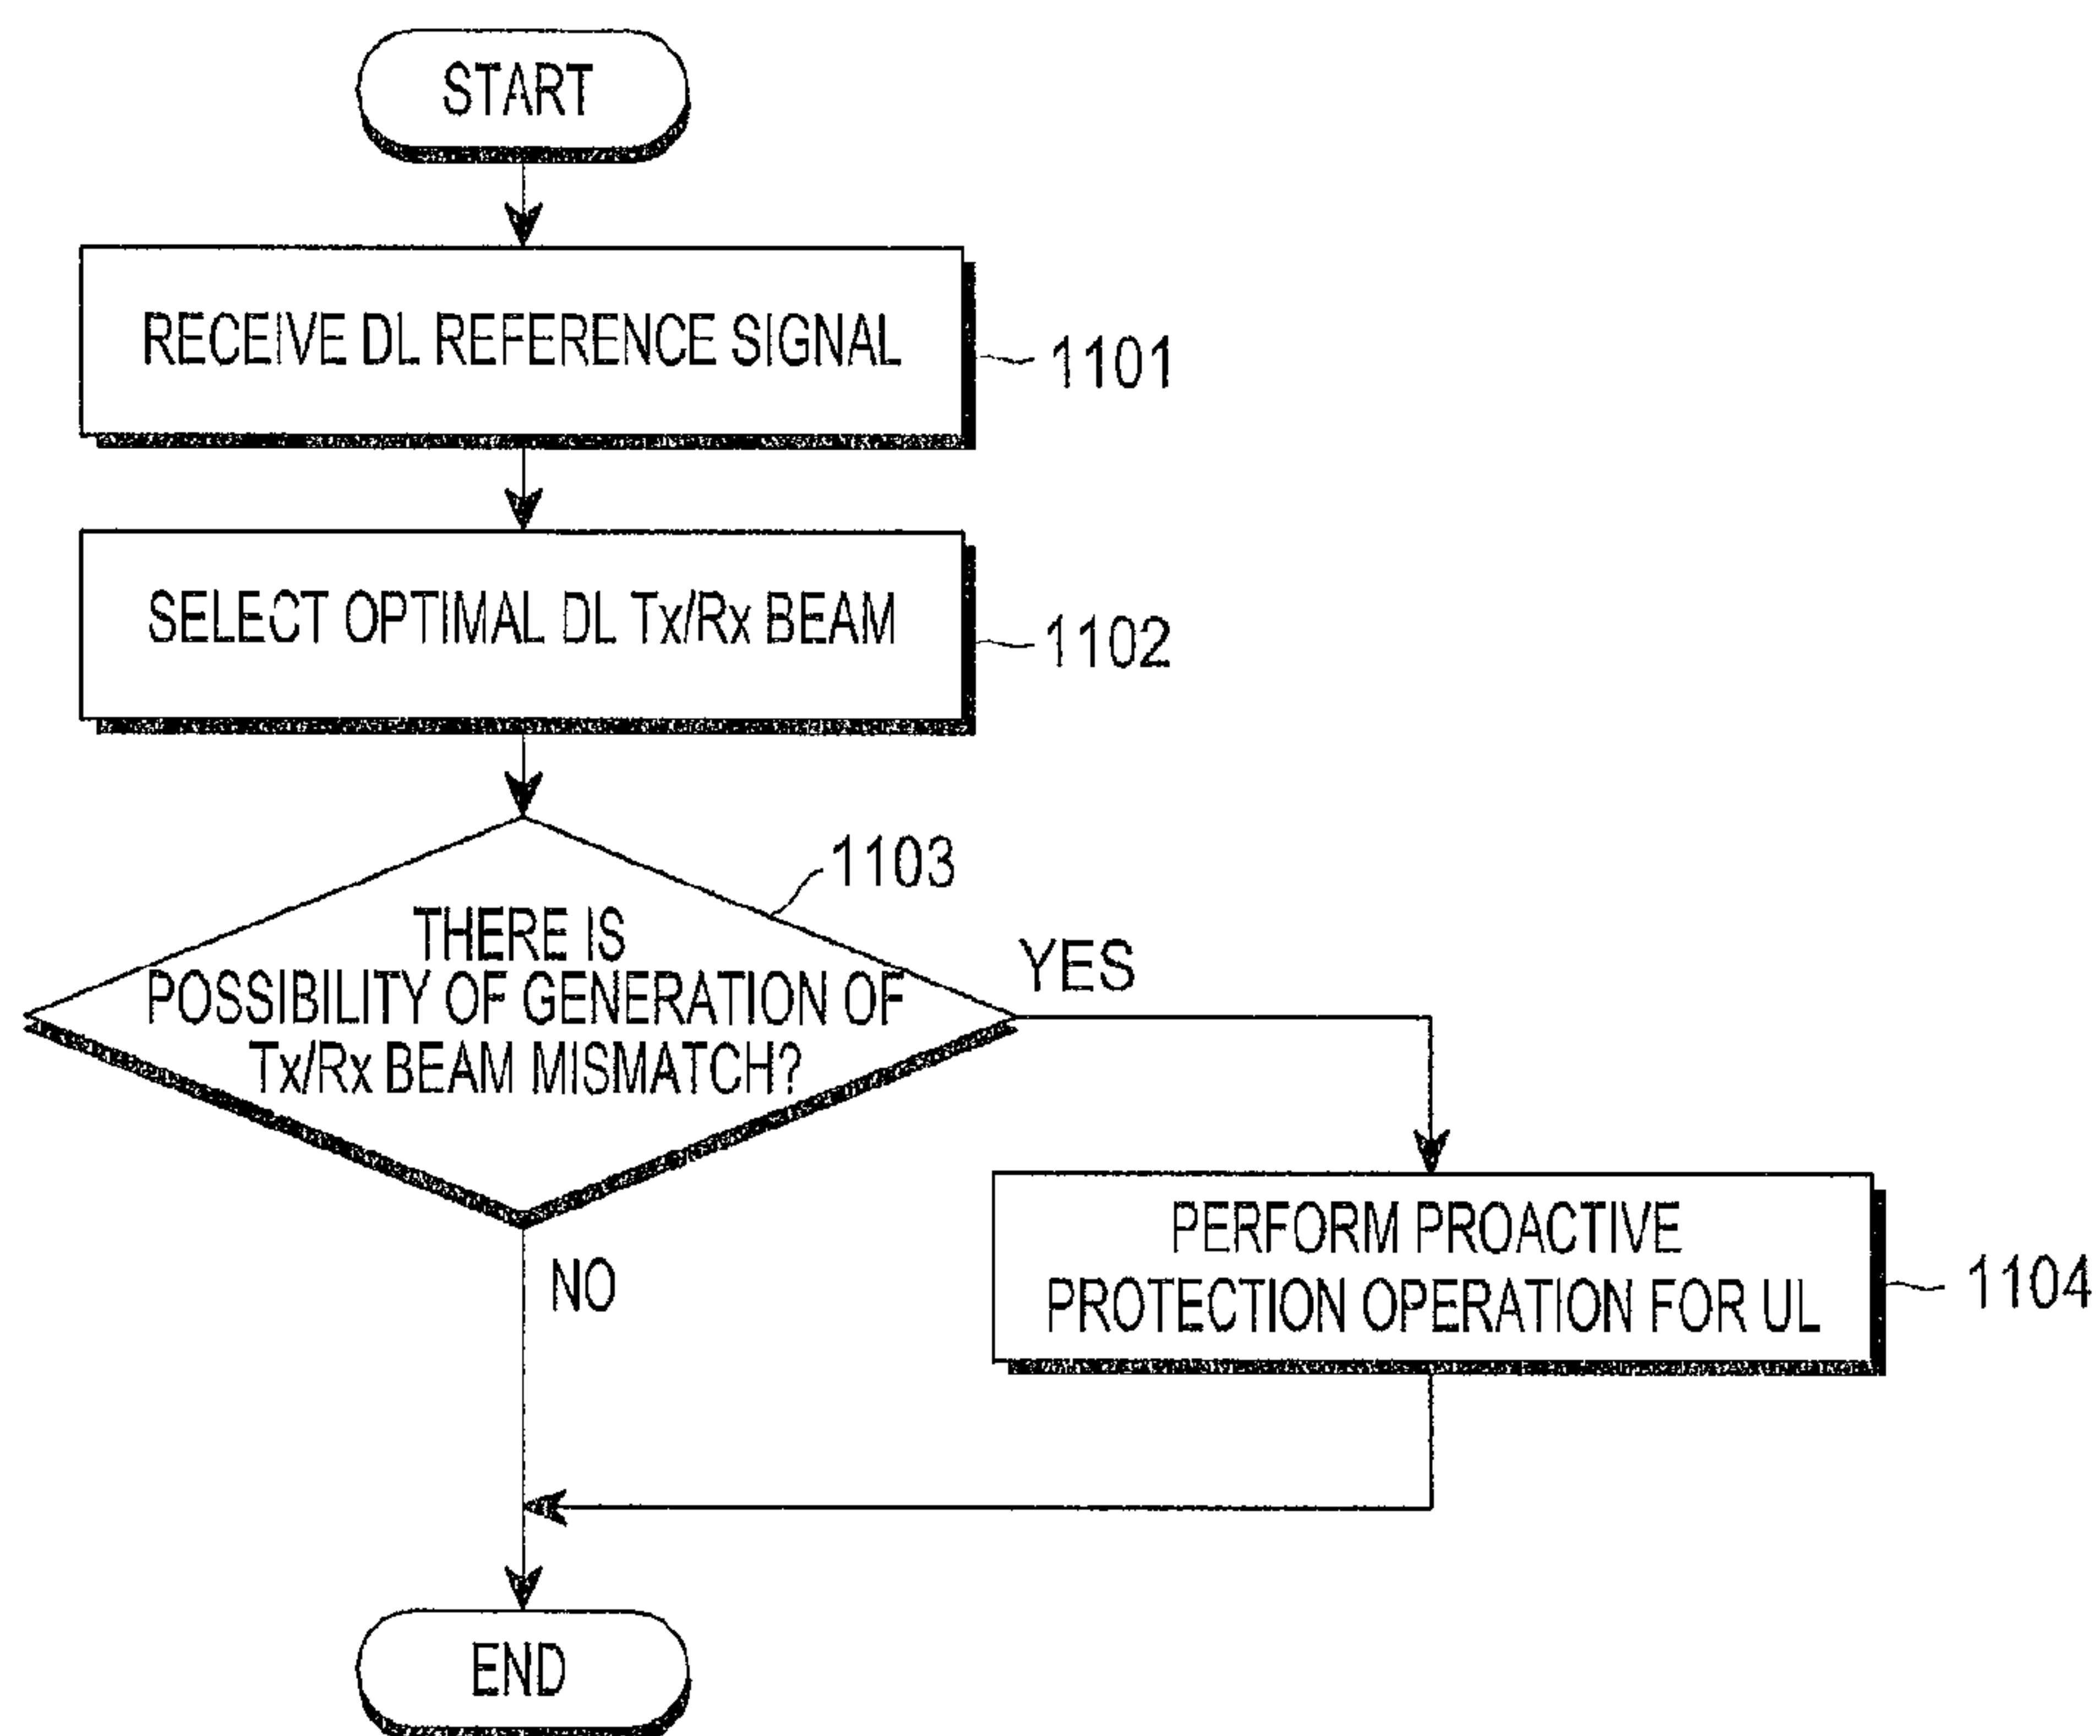 START
RECEIVE DL REFERENCE SIGNAL
1101
SELECT OPTIMAL DL Tx/Rx BEAM
1102
1103
THERE IS
POSSIBILITY OF GENERATION OF
Tx/Rx BEAM MISMATCH?
YES
NO
PERFORM PROACTIVE
PROTECTION OPERATION FOR UL
1104
END